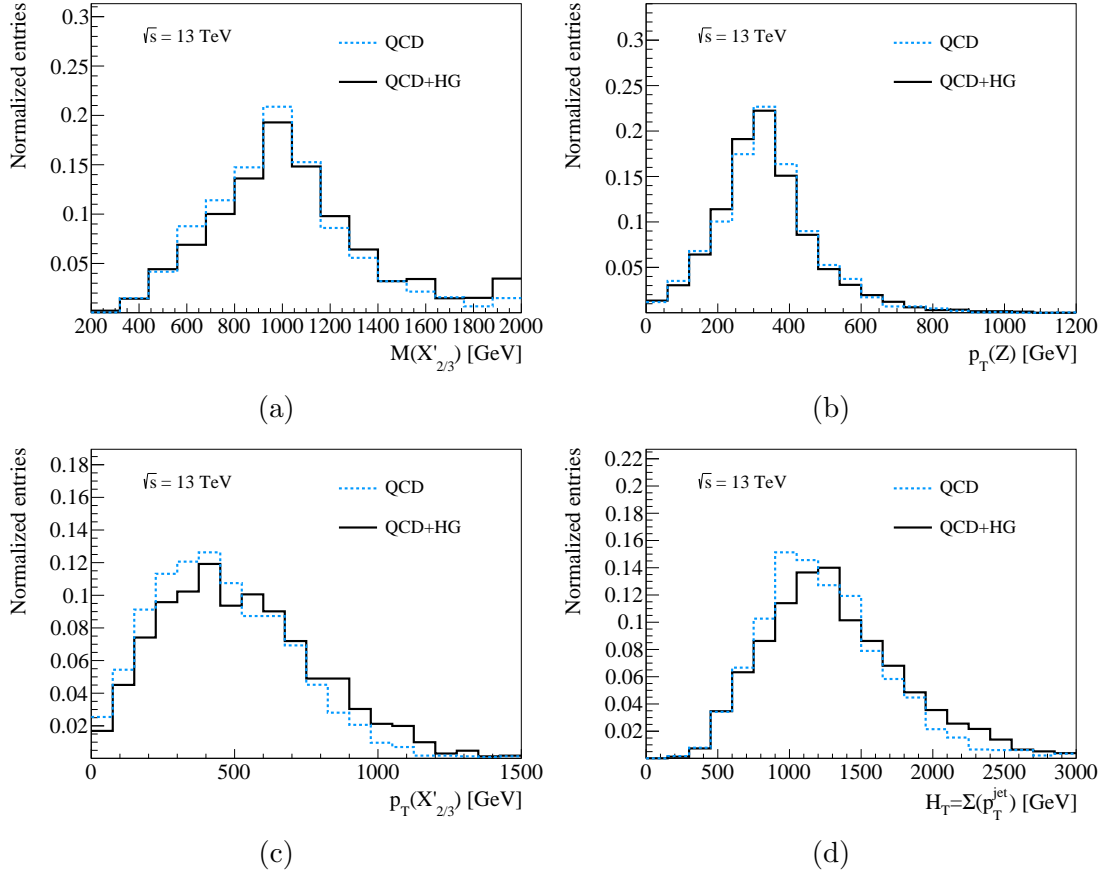 Normalized entries
0.3
0.25
0.2
0.15
0.1
0.05
√s = 13 TeV
QCD
QCD+HG
200 400 600 800 1000 1200 1400 1600 1800 2000
M(X'2/3) [GeV]
(a)
Normalized entries
0.3
0.25
0.2
0.15
0.1
0.05
√s = 13 TeV
QCD
QCD+HG
0 200 400 600 800 1000 1200
pT(Z) [GeV]
(b)
Normalized entries
0.18
0.16
0.14
0.12
0.1
0.08
0.06
0.04
0.02
√s = 13 TeV
QCD
QCD+HG
0 500 1000 1500
pT(X'2/3) [GeV]
(c)
Normalized entries
0.22
0.2
0.18
0.16
0.14
0.12
0.1
0.08
0.06
0.04
0.02
√s = 13 TeV
QCD
QCD+HG
0 500 1000 1500 2000 2500 3000
HT=Σ(pTjet) [GeV]
(d)